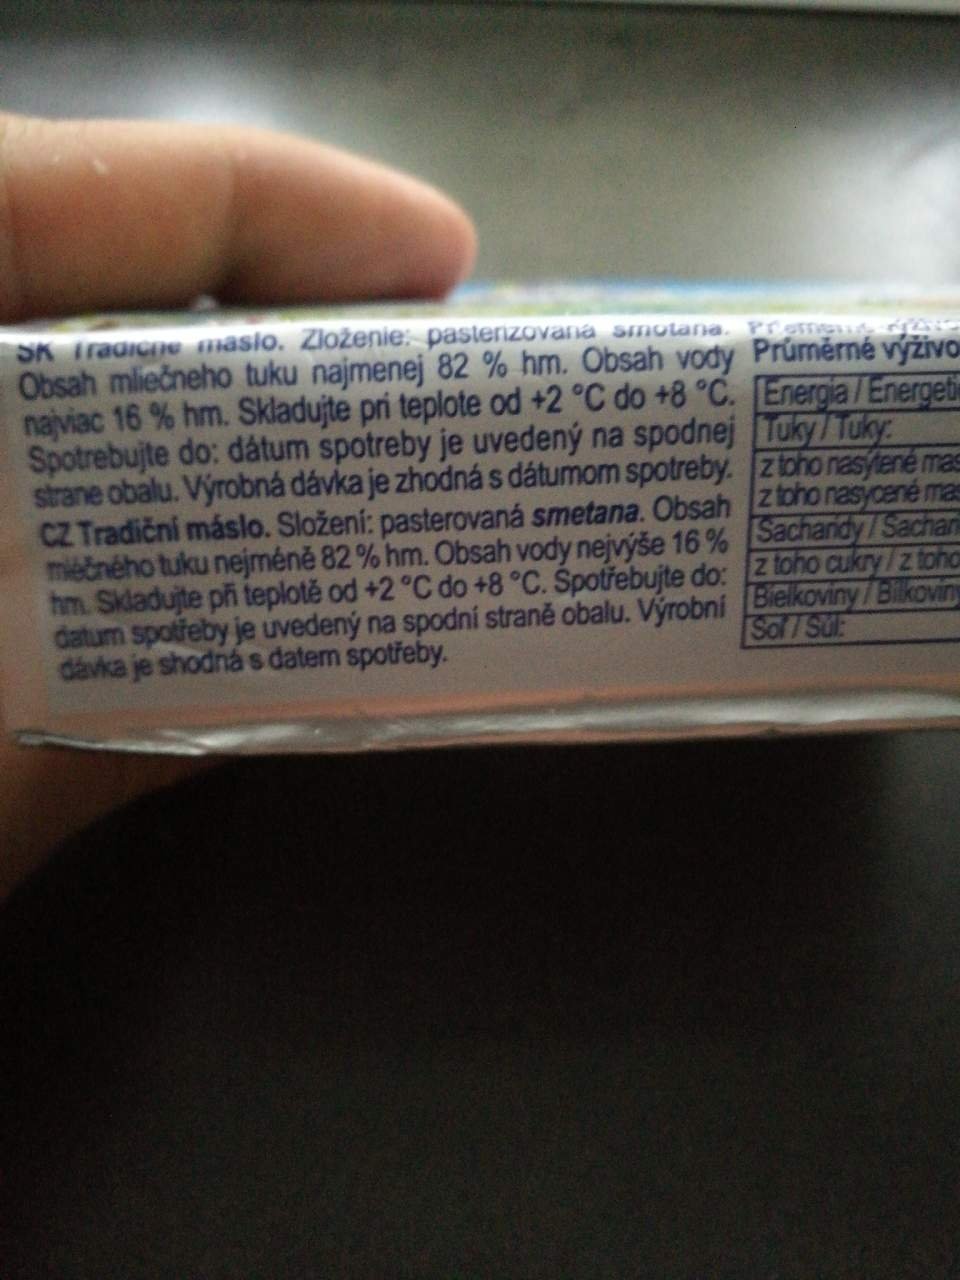 SK Tradičné maslo. Zloženie: pasterizovaná smotana.
Obsah mliečneho tuku najmenej 82 % hm. Obsah vody
najviac 16 % hm. Skladujte pri teplote od +2 °C do +8 °C.
Spotrebujte do: dátum spotreby je uvedený na spodnej
strane obalu. Výrobná dávka je zhodná s dátumom spotreby.
CZ Tradiční máslo. Složení: pasterovaná smetana. Obsah
mléčného tuku nejméně 82 % hm. Obsah vody nejvýše 16 %
hm. Skladujte při teplotě od +2 °C do +8 °C. Spotřebujte do:
datum spotřeby je uvedený na spodní straně obalu. Výrobní
dávka je shodná s datem spotřeby.
Průměrné výživo
Energia / Energeti
Tuky / Tuky:
z toho nasýtené mas
z toho nasycené mas
Sacharidy / Sachari
z toho cukry / z toho
Bielkoviny / Bílkoviny
Soľ / Sůl: